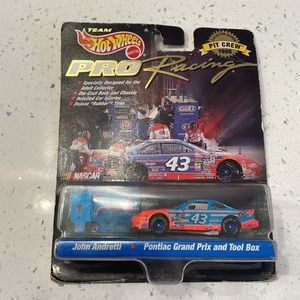 TEAM
Hot Wheels
PRO Racing
PIT CREW
Specially Designed for the
Adult Collector
Die-Cast Body and Chassis
Detailed Car Interior
Deluxe "Rubber" Tires
STP
43
NASCAR
43
John Andretti
Pontiac Grand Prix and Tool Box